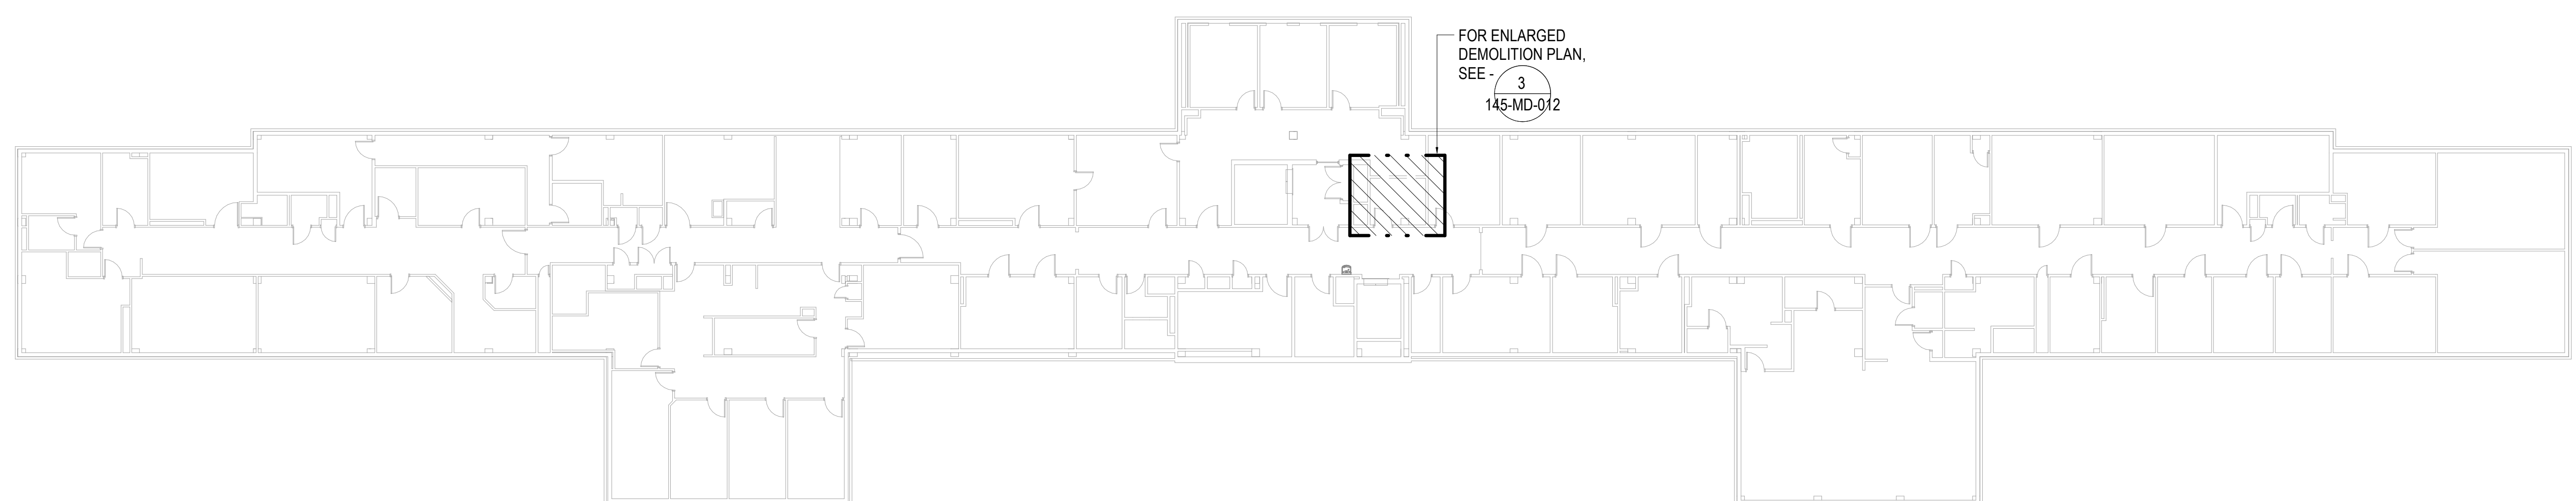 FOR ENLARGED
DEMOLITION PLAN,
SEE -
3
145-MD-012